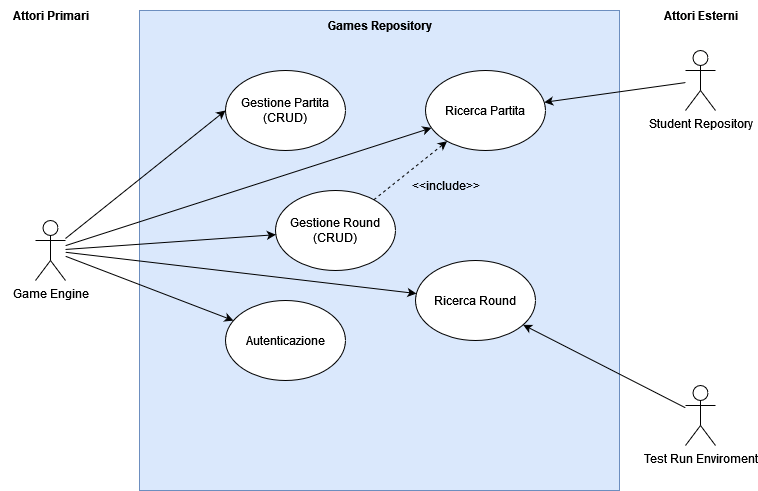 Attori Primari
Games Repository
Attori Esterni
Gestione Partita
(CRUD)
Ricerca Partita
Student Repository
<<include>>
Gestione Round
(CRUD)
Game Engine
Ricerca Round
Autenticazione
Test Run Enviroment